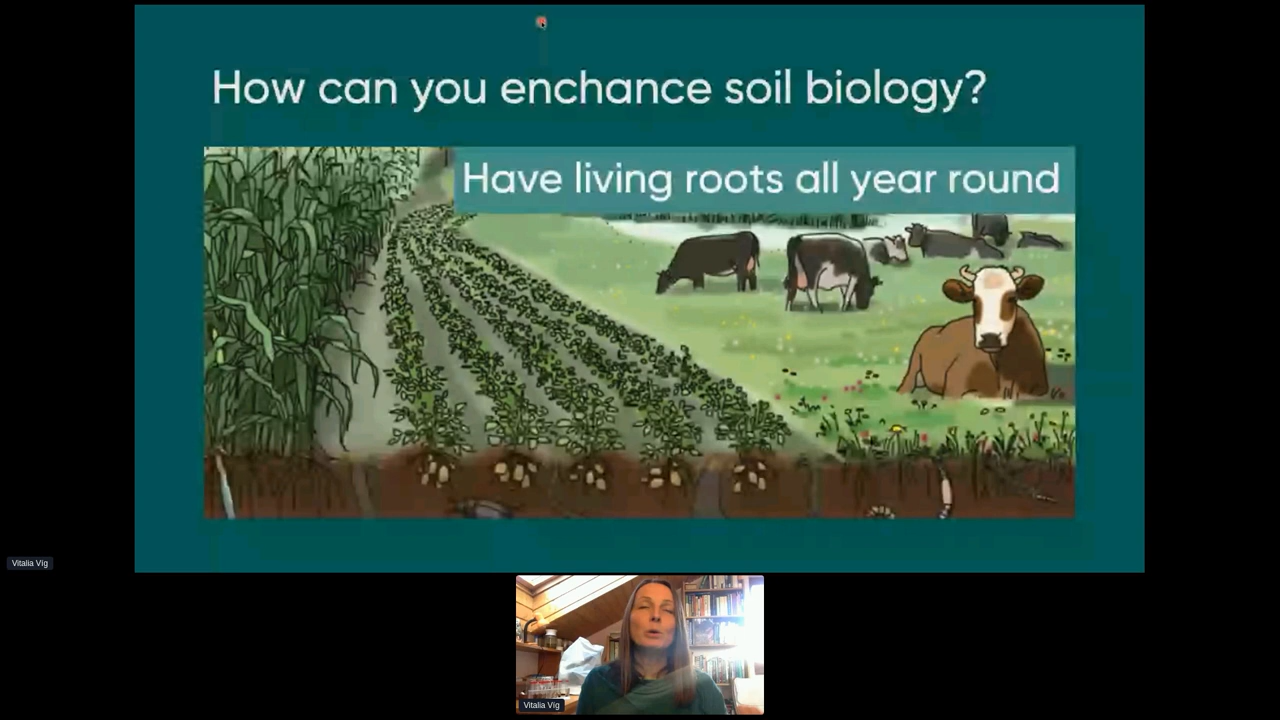 How can you enchance soil biology?
Have living roots all year round
Vitalia Vig
Vitalia Vig